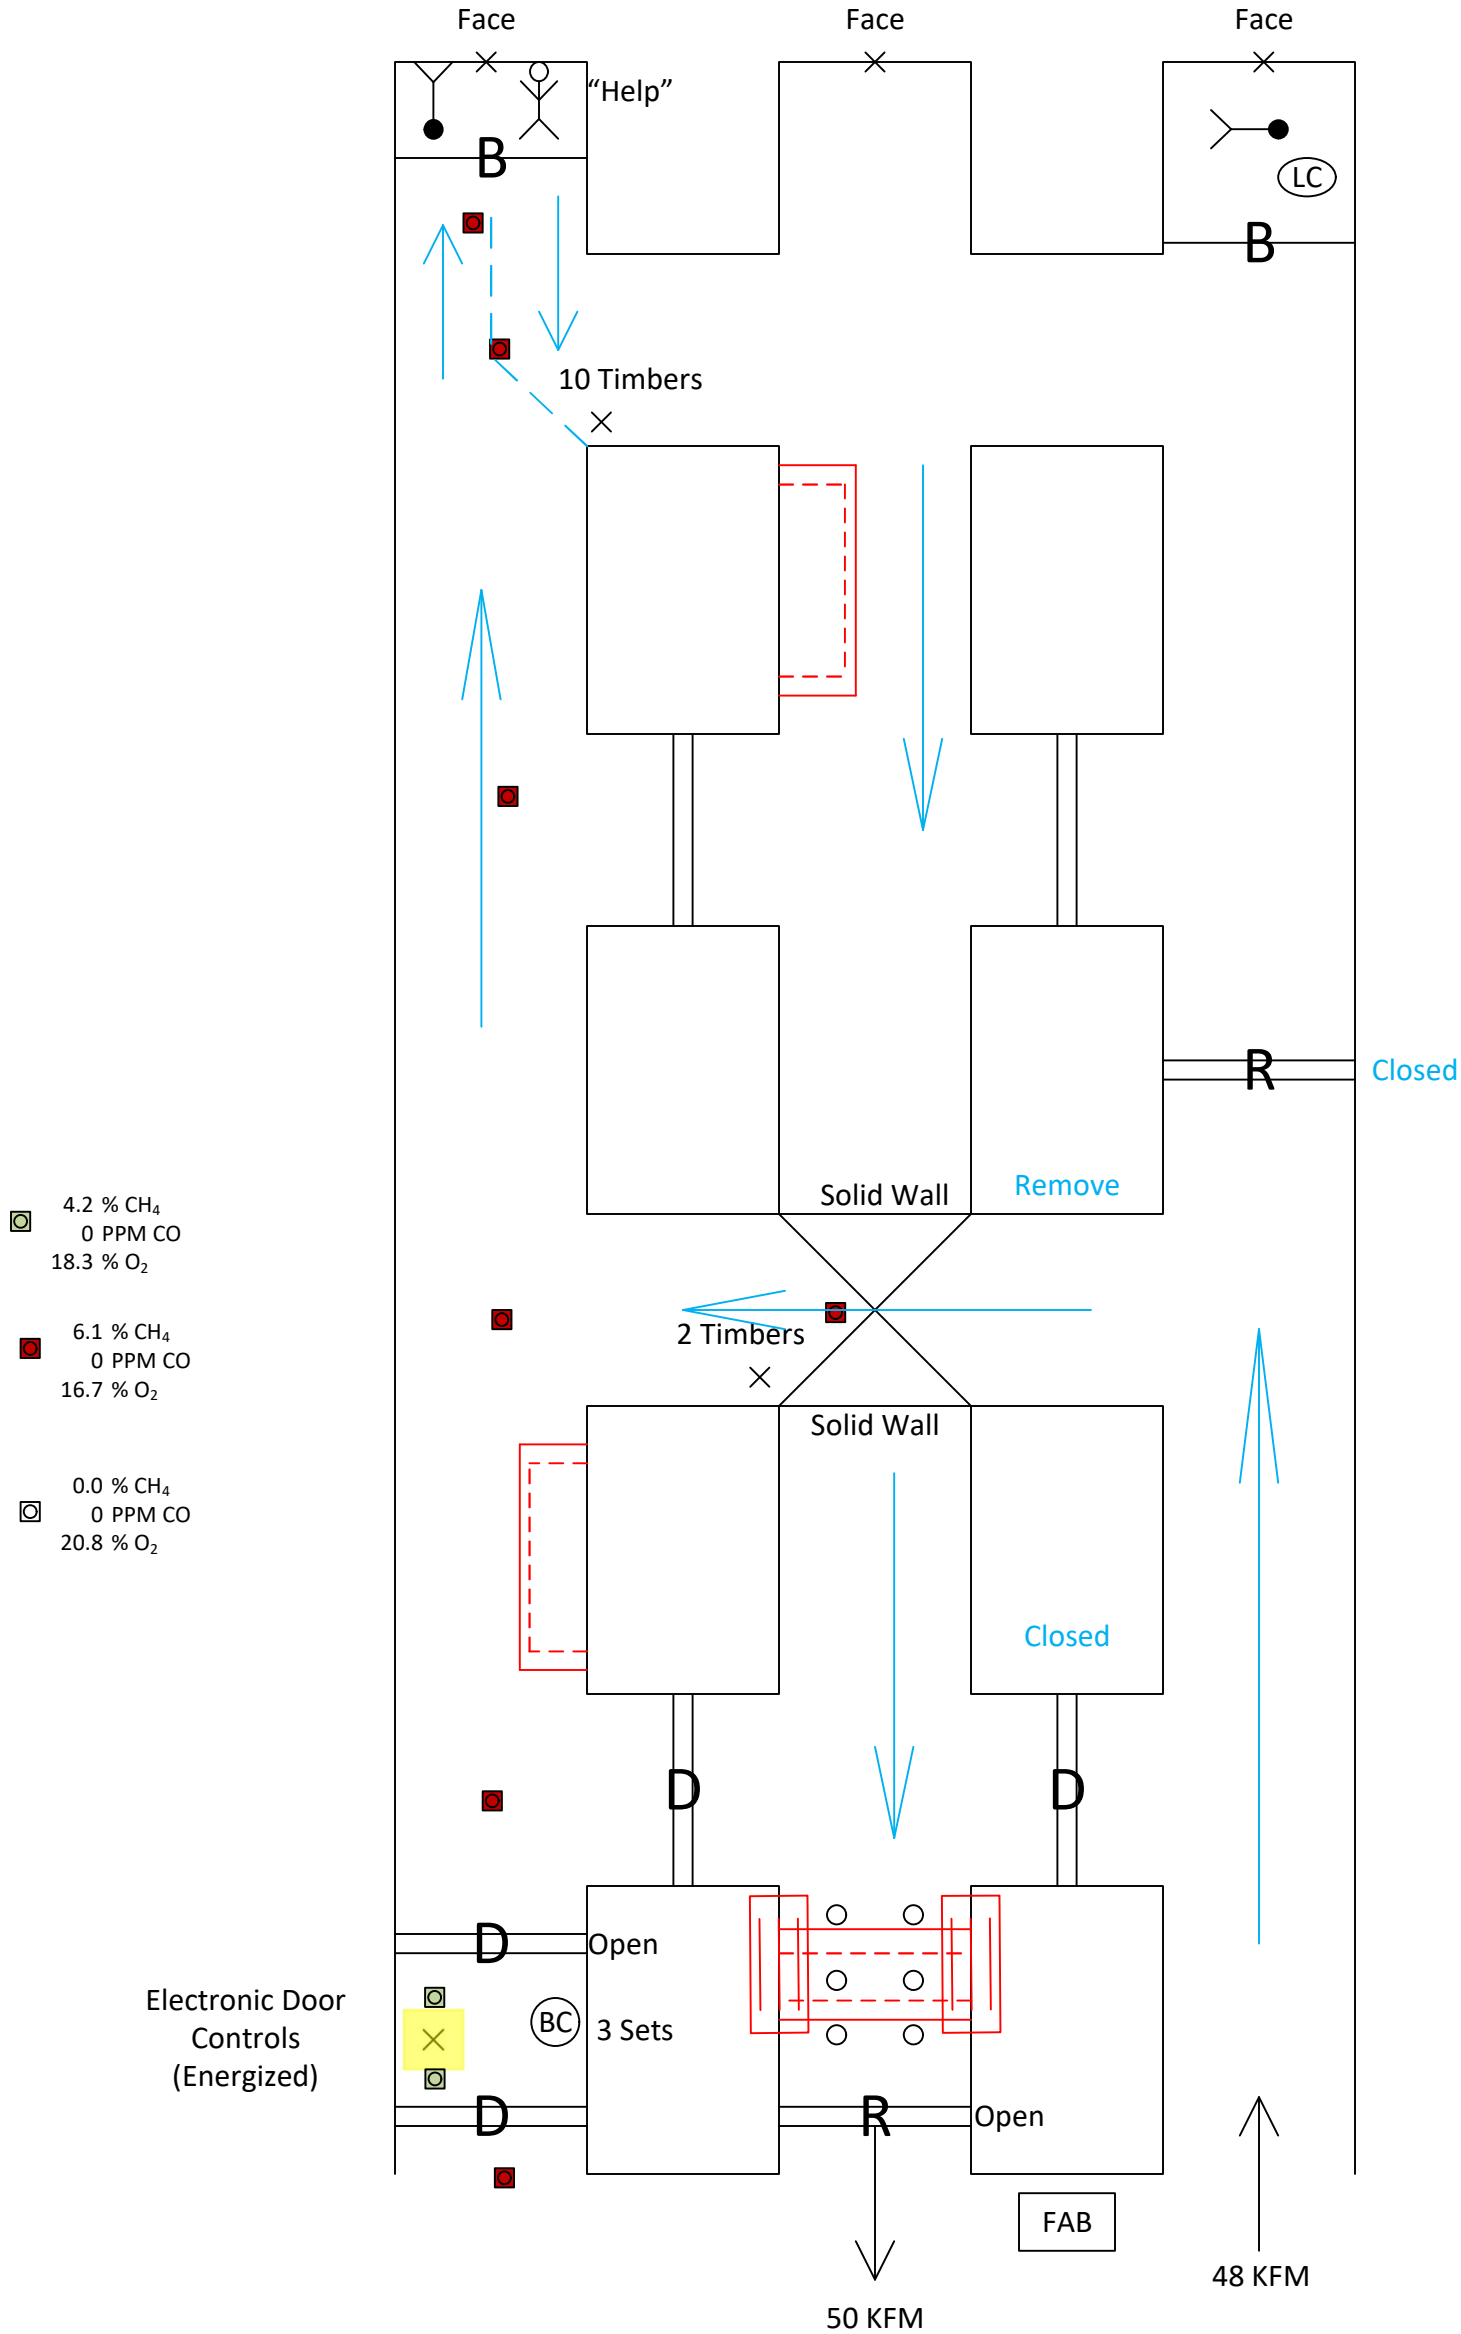 Face
Face
Face
“Help”
B
LC
B
10 Timbers
R
Closed
Solid Wall
Remove
4.2 % CH₄
0 PPM CO
18.3 % O₂
6.1 % CH₄
0 PPM CO
16.7 % O₂
2 Timbers
Solid Wall
0.0 % CH₄
0 PPM CO
20.8 % O₂
Closed
D
D
D
Open
Electronic Door
Controls
(Energized)
BC
3 Sets
D
R
Open
FAB
48 KFM
50 KFM